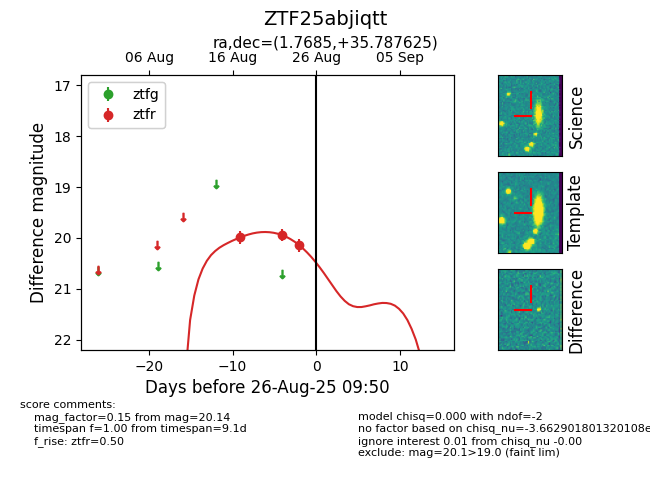 ZTF25abjiqtt
ra,dec=(1.7685,+35.787625)
06 Aug 16 Aug 26 Aug 05 Sep
17
18
19
20
21
22
Difference magnitude
ztfg
ztfr
−20 −10 0 10
Days before 26-Aug-25 09:50
Science
Template
Difference
score comments:
mag_factor=0.15 from mag=20.14
timespan f=1.00 from timespan=9.1d
f_rise: ztfr=0.50
model chisq=0.000 with ndof=-2
no factor based on chisq_nu=-3.662901801320108e
ignore interest 0.01 from chisq_nu -0.00
exclude: mag=20.1>19.0 (faint lim)